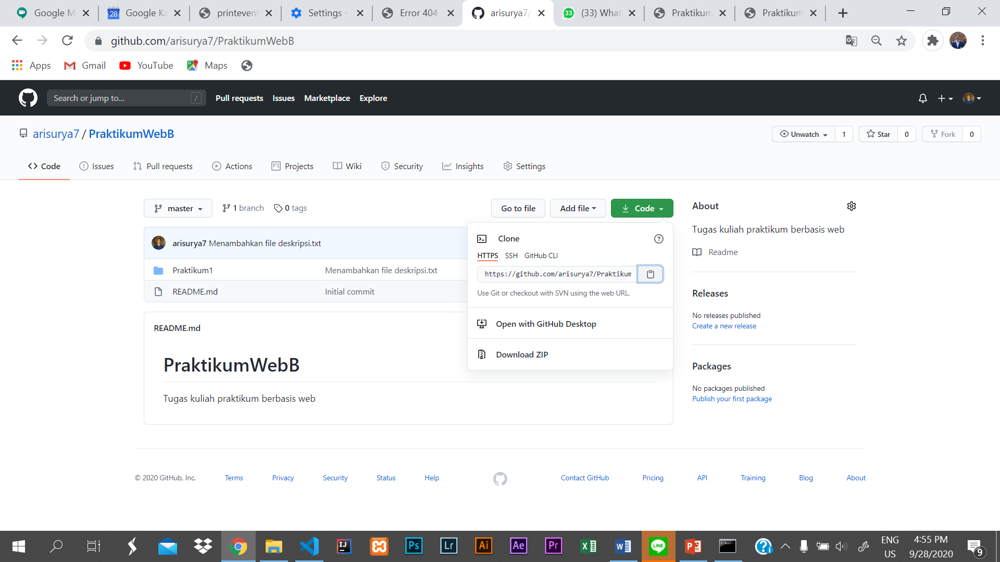 Google M
28 Google Ka
printevent
Settings -
Error 404
arisurya7/
33 (33) What
Praktikum
Praktikum
github.com/arisurya7/PraktikumWebB
Apps Gmail YouTube Maps
Search or jump to... / Pull requests Issues Marketplace Explore
arisurya7 / PraktikumWebB
Unwatch 1 Star 0 Fork 0
Code Issues Pull requests Actions Projects Wiki Security Insights Settings
master 1 branch 0 tags Go to file Add file Code
arisurya7 Menambahkan file deskripsi.txt
Praktikum1 Menambahkan file deskripsi.txt
README.md Initial commit
Clone
HTTPS SSH GitHub CLI
https://github.com/arisurya7/Praktikum
Use Git or checkout with SVN using the web URL.
Open with GitHub Desktop
Download ZIP
README.md
PraktikumWebB
Tugas kuliah praktikum berbasis web
About
Tugas kuliah praktikum berbasis web
Readme
Releases
No releases published
Create a new release
Packages
No packages published
Publish your first package
© 2020 GitHub, Inc. Terms Privacy Security Status Help Contact GitHub Pricing API Training Blog About
IJ Ps Lr Ai Ae Pr X W LINE P
ENG
US
4:55 PM
9/28/2020
9